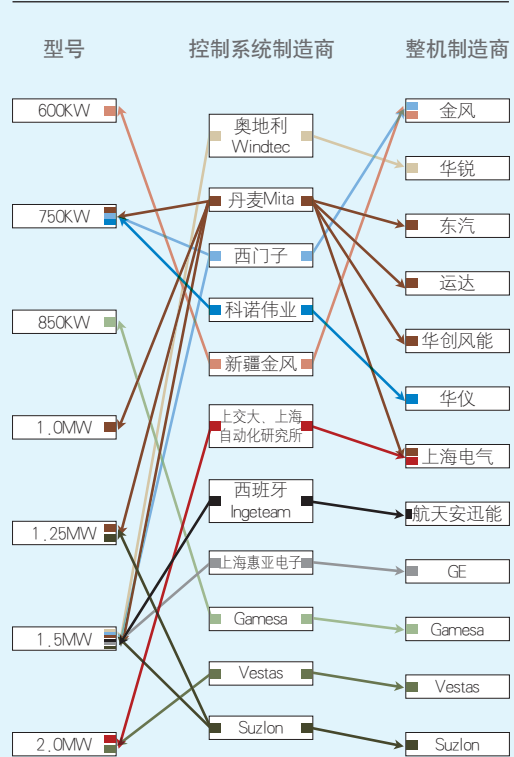 型号
控制系统制造商
整机制造商
600KW
750KW
850KW
1.0MW
1.25MW
1.5MW
2.0MW
奥地利
Windtec
丹麦Mita
西门子
科诺伟业
新疆金风
上交大、上海
自动化研究所
西班牙
Ingeteam
上海惠亚电子
Gamesa
Vestas
Suzlon
金风
华锐
东汽
运达
华创风能
华仪
上海电气
航天安迅能
GE
Gamesa
Vestas
Suzlon